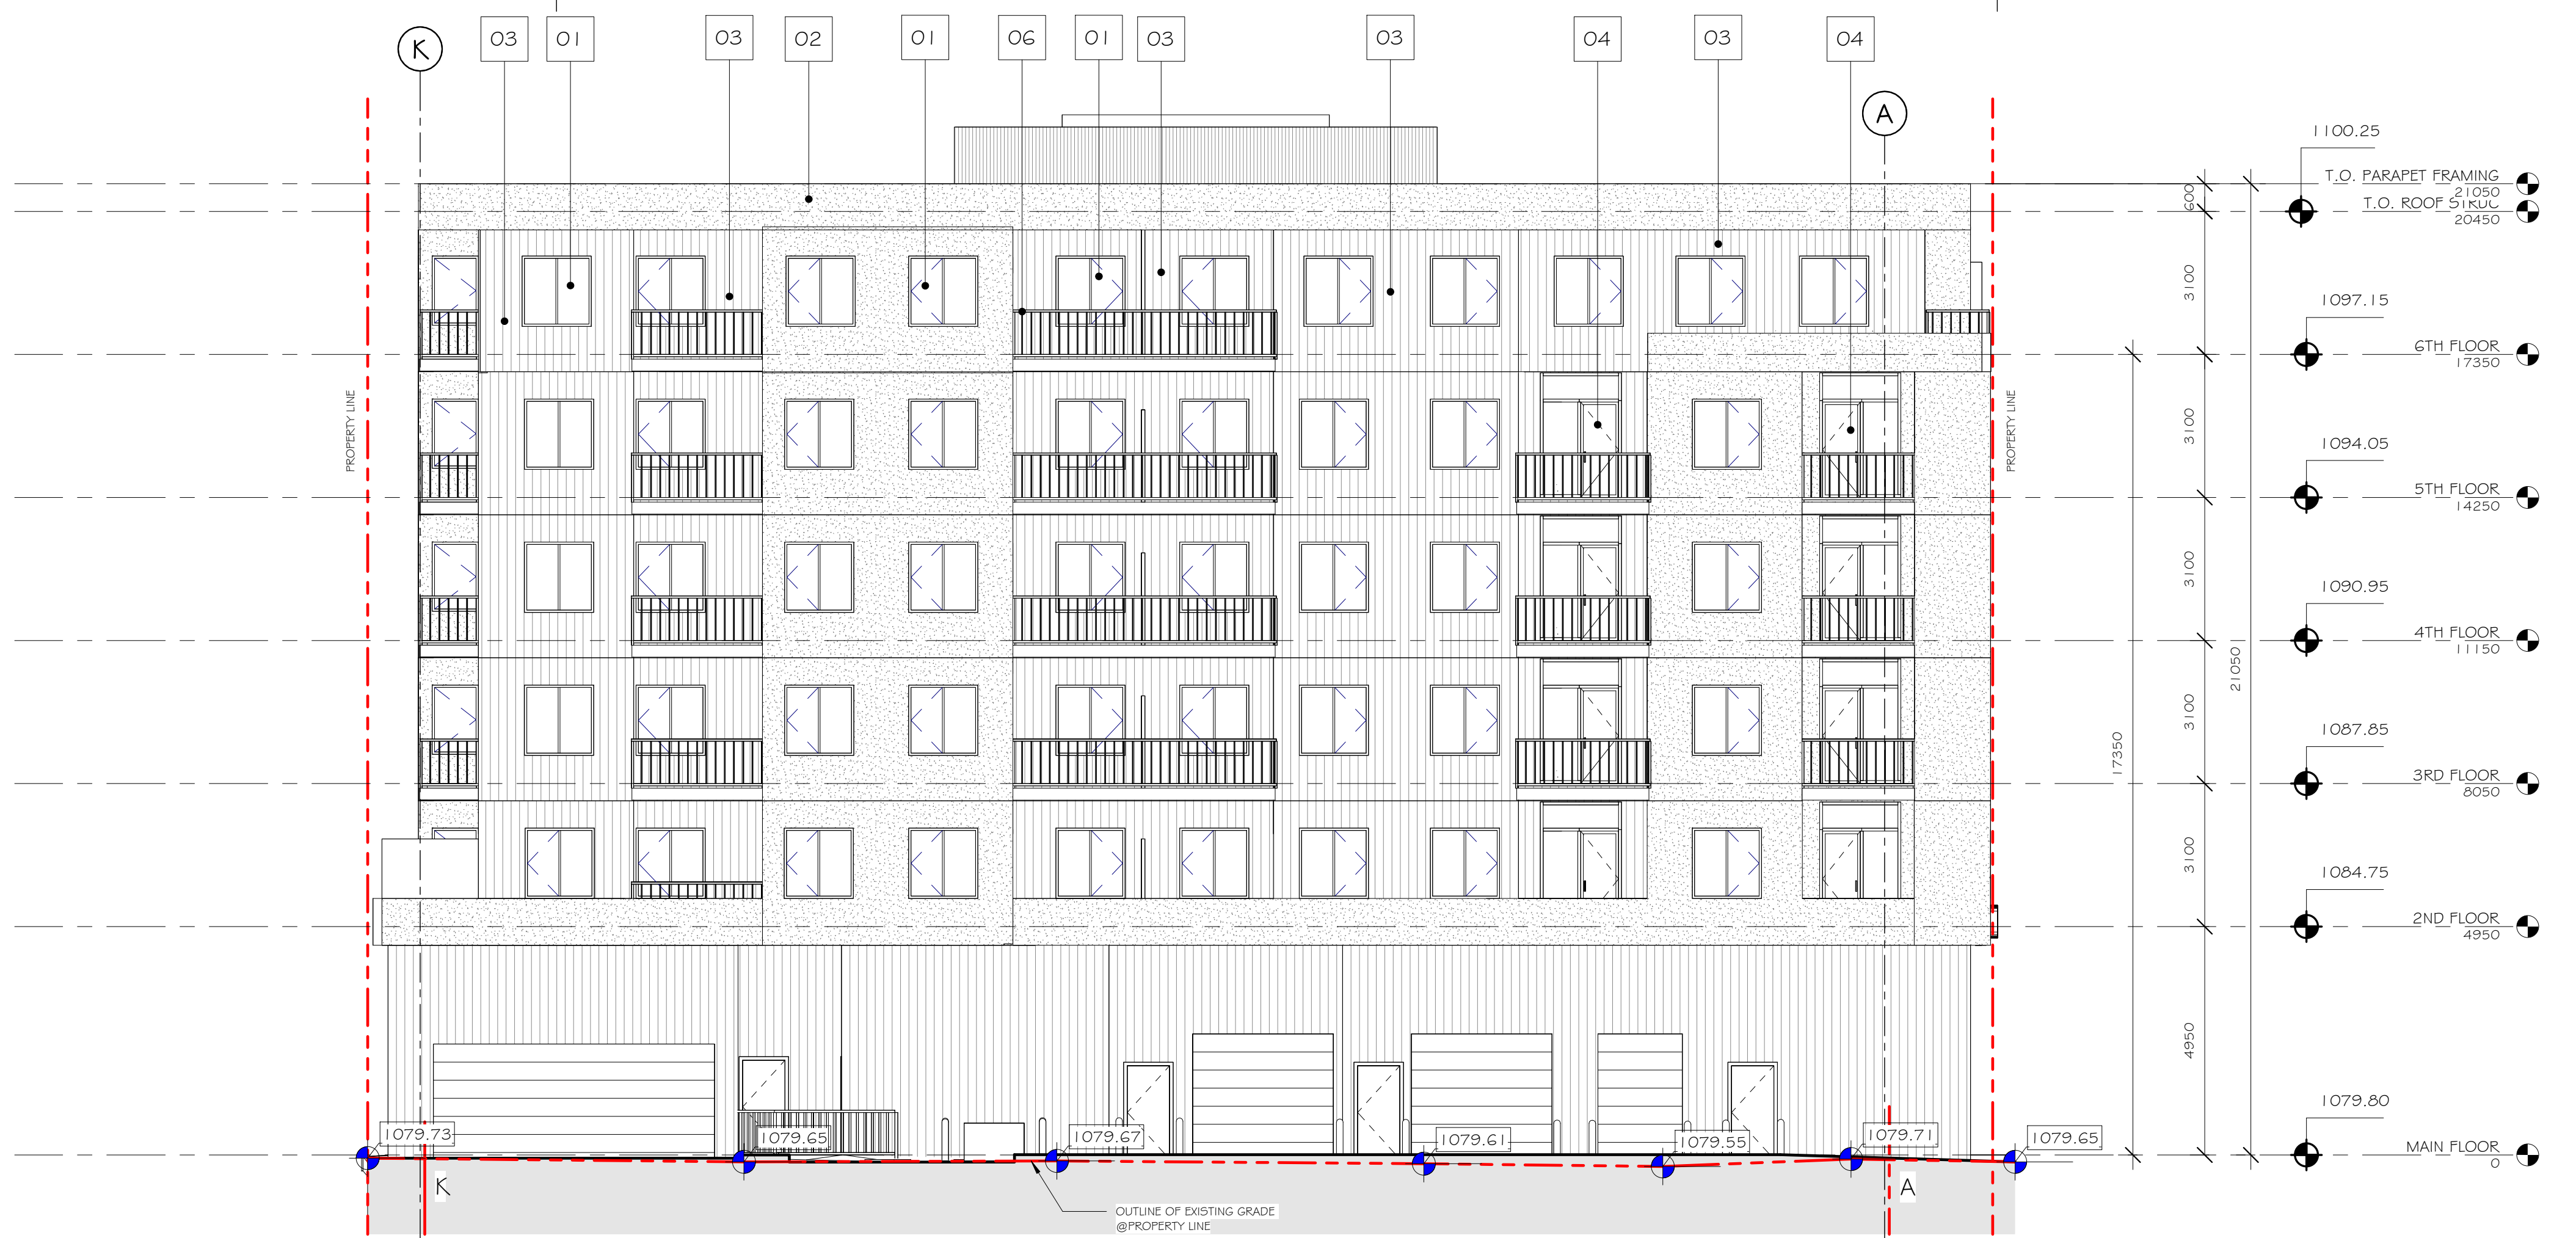 03
01
03
02
01
06
01
03
03
04
03
04
K
A
1100.25
T.O. PARAPET FRAMING
21050
T.O. ROOF STRUC
20450
600
3100
1097.15
6TH FLOOR
17350
PROPERTY LINE
PROPERTY LINE
3100
1094.05
5TH FLOOR
14250
3100
1090.95
4TH FLOOR
11150
21050
3100
1087.85
3RD FLOOR
8050
17350
3100
1084.75
2ND FLOOR
4950
4950
1079.80
MAIN FLOOR
0
1079.73
1079.65
1079.67
1079.61
1079.55
1079.71
1079.65
K
A
OUTLINE OF EXISTING GRADE
@PROPERTY LINE